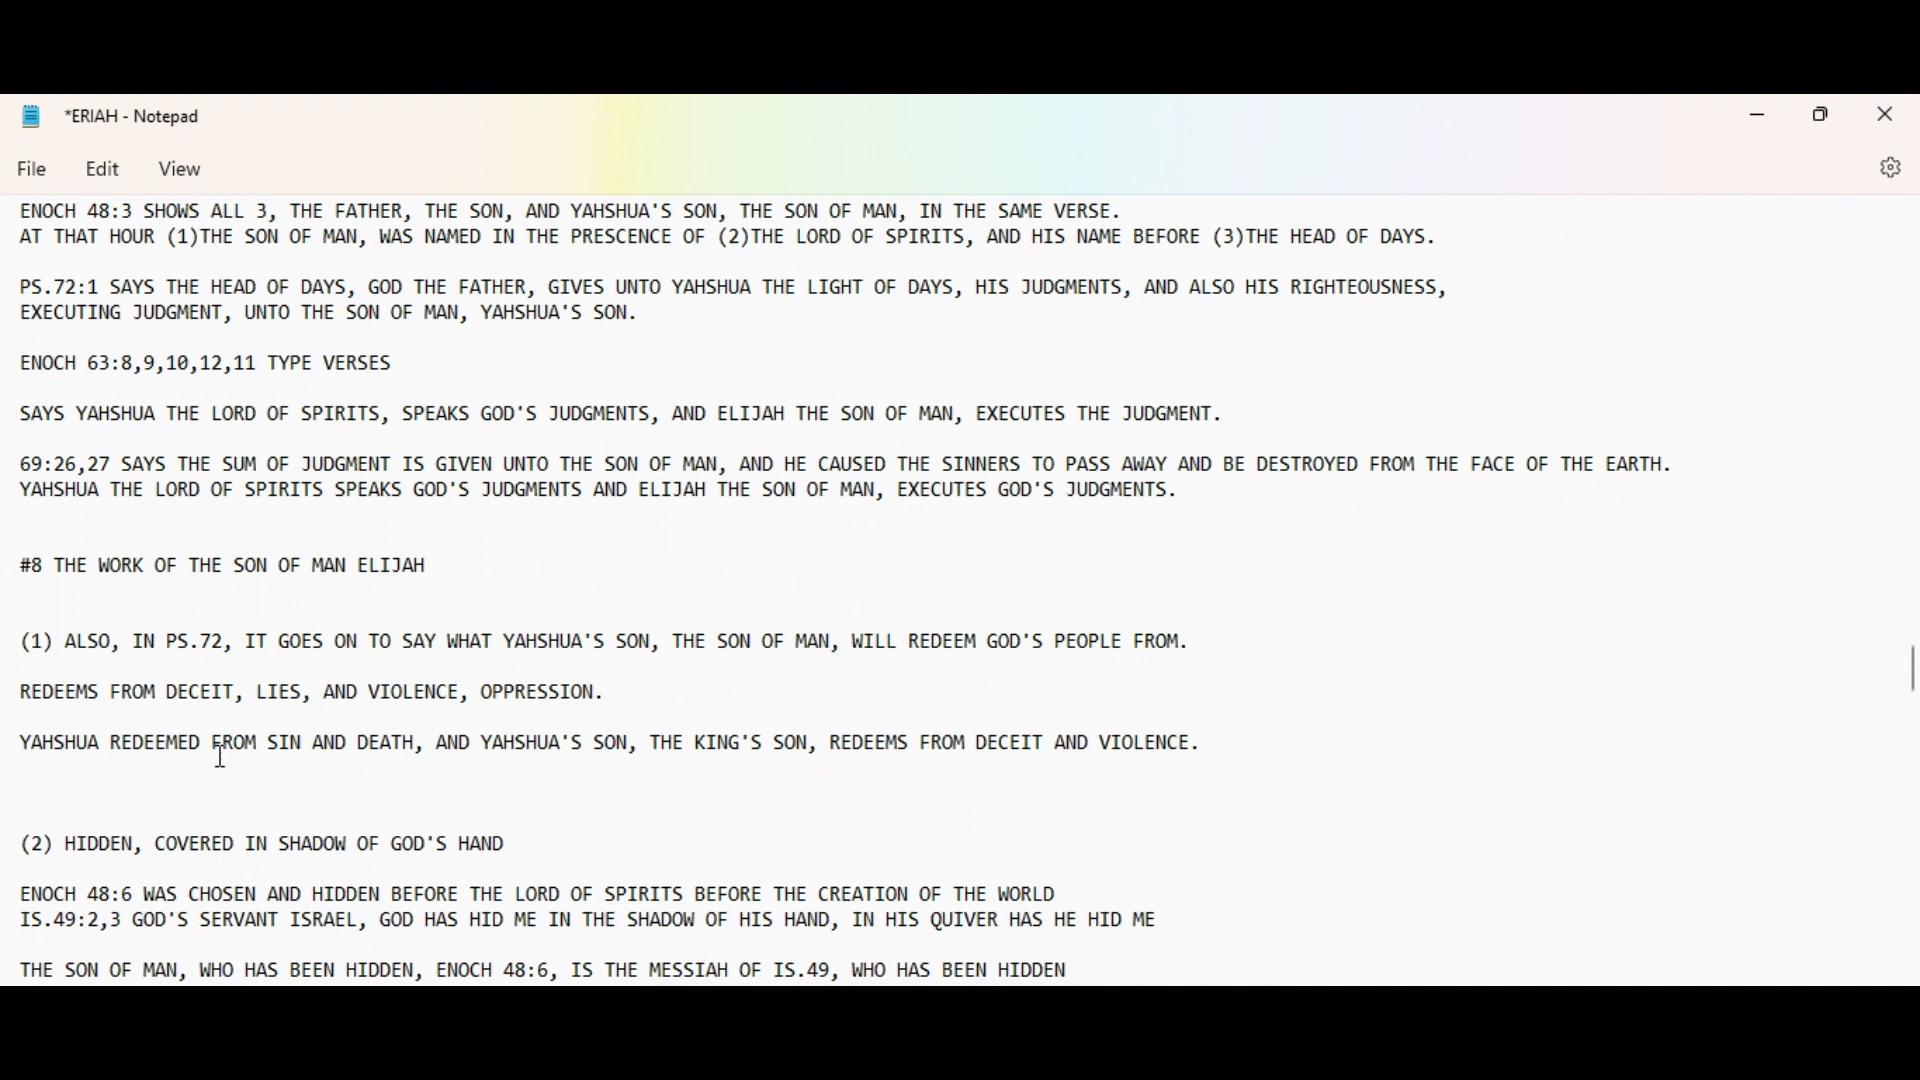 *ERIAH - Notepad
File Edit View
ENOCH 48:3 SHOWS ALL 3, THE FATHER, THE SON, AND YAHSHUA'S SON, THE SON OF MAN, IN THE SAME VERSE.
AT THAT HOUR (1)THE SON OF MAN, WAS NAMED IN THE PRESCENCE OF (2)THE LORD OF SPIRITS, AND HIS NAME BEFORE (3)THE HEAD OF DAYS.
PS.72:1 SAYS THE HEAD OF DAYS, GOD THE FATHER, GIVES UNTO YAHSHUA THE LIGHT OF DAYS, HIS JUDGMENTS, AND ALSO HIS RIGHTEOUSNESS,
EXECUTING JUDGMENT, UNTO THE SON OF MAN, YAHSHUA'S SON.
ENOCH 63:8,9,10,12,11 TYPE VERSES
SAYS YAHSHUA THE LORD OF SPIRITS, SPEAKS GOD'S JUDGMENTS, AND ELIJAH THE SON OF MAN, EXECUTES THE JUDGMENT.
69:26,27 SAYS THE SUM OF JUDGMENT IS GIVEN UNTO THE SON OF MAN, AND HE CAUSED THE SINNERS TO PASS AWAY AND BE DESTROYED FROM THE FACE OF THE EARTH.
YAHSHUA THE LORD OF SPIRITS SPEAKS GOD'S JUDGMENTS AND ELIJAH THE SON OF MAN, EXECUTES GOD'S JUDGMENTS.
#8 THE WORK OF THE SON OF MAN ELIJAH
(1) ALSO, IN PS.72, IT GOES ON TO SAY WHAT YAHSHUA'S SON, THE SON OF MAN, WILL REDEEM GOD'S PEOPLE FROM.
REDEEMS FROM DECEIT, LIES, AND VIOLENCE, OPPRESSION.
YAHSHUA REDEEMED FROM SIN AND DEATH, AND YAHSHUA'S SON, THE KING'S SON, REDEEMS FROM DECEIT AND VIOLENCE.
(2) HIDDEN, COVERED IN SHADOW OF GOD'S HAND
ENOCH 48:6 WAS CHOSEN AND HIDDEN BEFORE THE LORD OF SPIRITS BEFORE THE CREATION OF THE WORLD
IS.49:2,3 GOD'S SERVANT ISRAEL, GOD HAS HID ME IN THE SHADOW OF HIS HAND, IN HIS QUIVER HAS HE HID ME
THE SON OF MAN, WHO HAS BEEN HIDDEN, ENOCH 48:6, IS THE MESSIAH OF IS.49, WHO HAS BEEN HIDDEN